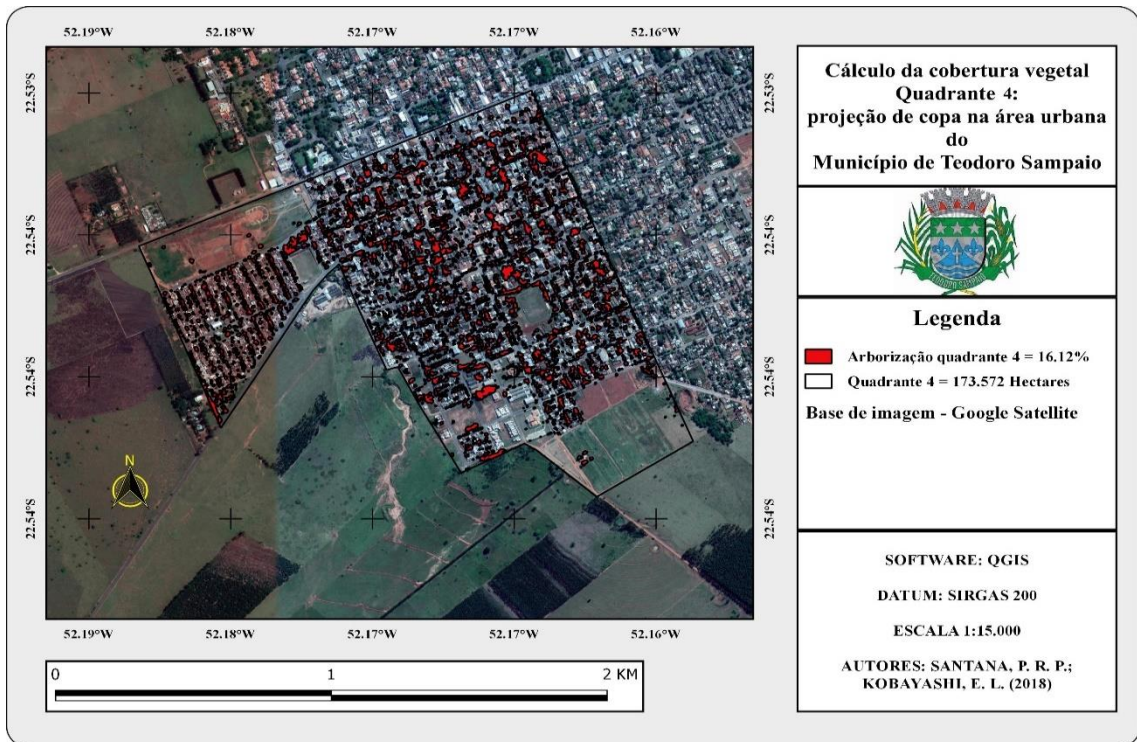 52.19°W 52.18°W 52.17°W 52.17°W 52.16°W
22.53°S 22.54°S 22.54°S 22.54°S
22.53°S 22.54°S 22.54°S 22.54°S
N
52.19°W 52.18°W 52.17°W 52.17°W 52.16°W
0 1 2 KM
Cálculo da cobertura vegetal
Quadrante 4:
projeção de copa na área urbana
do
Município de Teodoro Sampaio
TEODORO SAMPAIO
Legenda
Arborização quadrante 4 = 16.12%
Quadrante 4 = 173.572 Hectares
Base de imagem - Google Satellite
SOFTWARE: QGIS
DATUM: SIRGAS 200
ESCALA 1:15.000
AUTORES: SANTANA, P. R. P.;
KOBAYASHI, E. L. (2018)